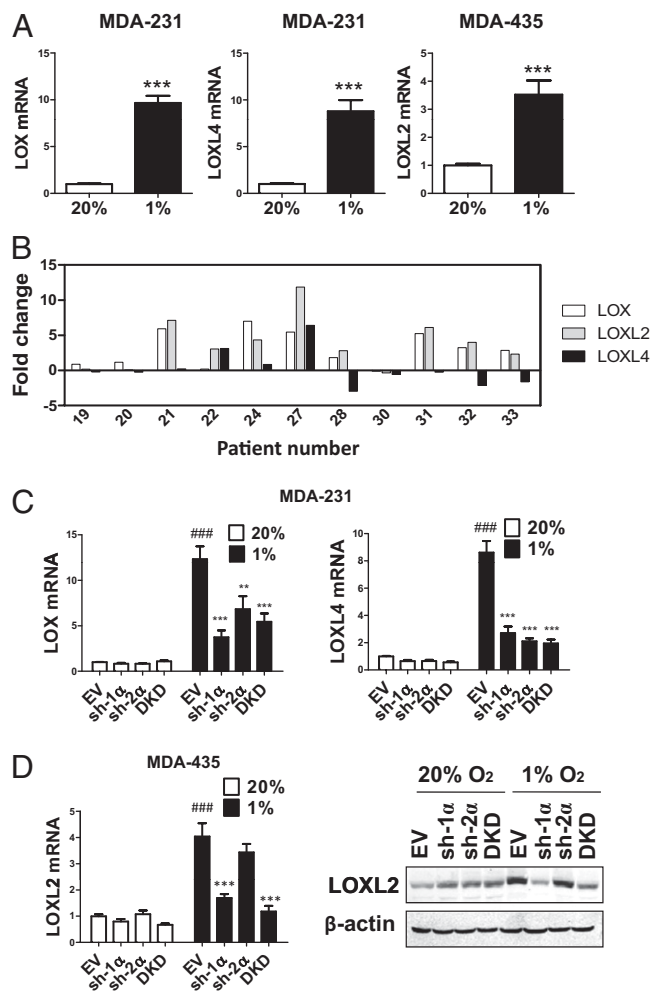 A
MDA-231
MDA-231
MDA-435
LOX mRNA
15
10
5
0
***
20%
1%
LOXL4 mRNA
15
10
5
0
***
20%
1%
LOXL2 mRNA
5
4
3
2
1
0
***
20%
1%
B
Fold change
15
10
5
0
-5
19
20
21
22
24
27
28
30
31
32
33
Patient number
LOX
LOXL2
LOXL4
C
MDA-231
LOX mRNA
15
10
5
0
20%
1%
###
***
**
***
EV
sh-1α
sh-2α
DKD
EV
sh-1α
sh-2α
DKD
LOXL4 mRNA
10
8
6
4
2
0
20%
1%
###
***
***
***
EV
sh-1α
sh-2α
DKD
EV
sh-1α
sh-2α
DKD
D
MDA-435
LOXL2 mRNA
5
4
3
2
1
0
20%
1%
###
***
***
EV
sh-1α
sh-2α
DKD
EV
sh-1α
sh-2α
DKD
20% O2
1% O2
EV
sh-1α
sh-2α
DKD
EV
sh-1α
sh-2α
DKD
LOXL2
β-actin